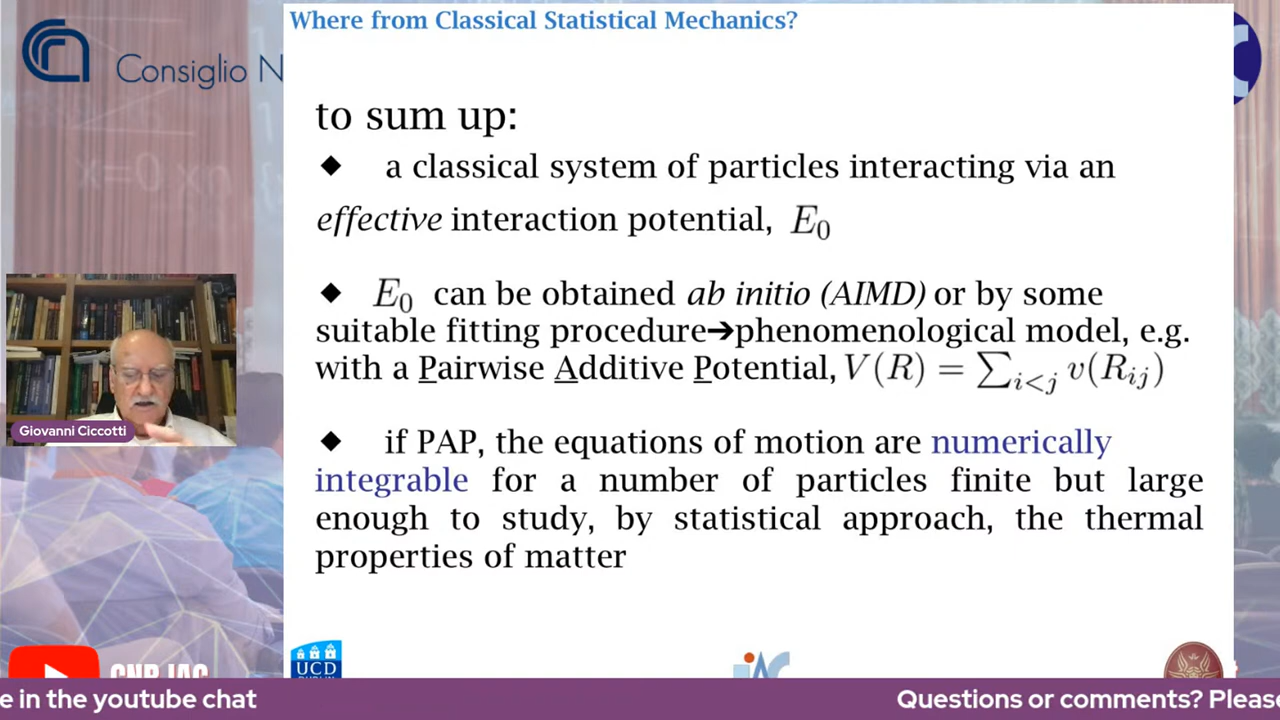 Where from Classical Statistical Mechanics?
Consiglio N
to sum up:
◆ a classical system of particles interacting via an
effective interaction potential, E₀
◆ E₀ can be obtained ab initio (AIMD) or by some
suitable fitting procedure➔phenomenological model, e.g.
with a Pairwise Additive Potential, V(R) = ∑i<j v(Rij)
◆ if PAP, the equations of motion are numerically
integrable for a number of particles finite but large
enough to study, by statistical approach, the thermal
properties of matter
Giovanni Ciccotti
UCD
CNR IAC
e in the youtube chat
Questions or comments? Please